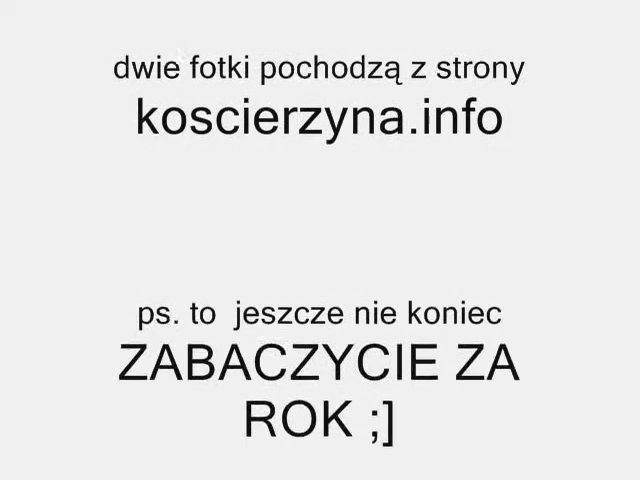 dwie fotki pochodzą z strony
koscierzyna.info
ps. to  jeszcze nie koniec
ZABACZYCIE ZA
ROK ;]